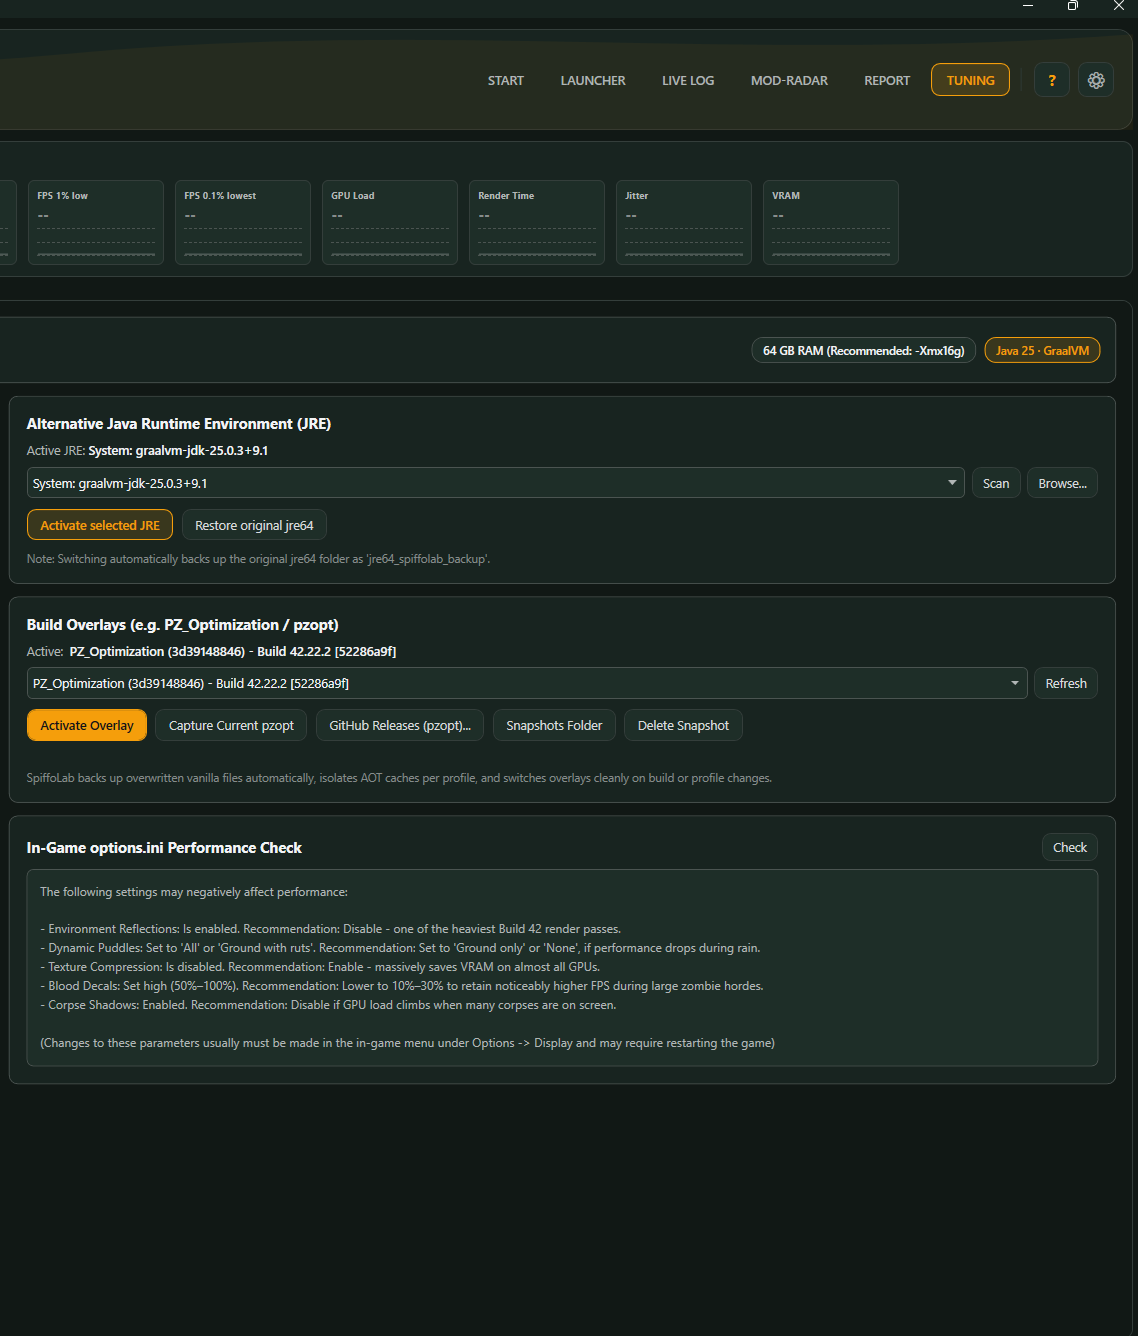 START LAUNCHER LIVE LOG MOD-RADAR REPORT TUNING ?
FPS 1% low FPS 0.1% lowest GPU Load Render Time Jitter VRAM
-- -- -- -- -- --
64 GB RAM (Recommended: -Xmx16g) Java 25 · GraalVM
Alternative Java Runtime Environment (JRE)
Active JRE: System: graalvm-jdk-25.0.3+9.1
System: graalvm-jdk-25.0.3+9.1 Scan Browse...
Activate selected JRE Restore original jre64
Note: Switching automatically backs up the original jre64 folder as 'jre64_spiffolab_backup'.
Build Overlays (e.g. PZ_Optimization / pzopt)
Active: PZ_Optimization (3d39148846) - Build 42.22.2 [52286a9f]
PZ_Optimization (3d39148846) - Build 42.22.2 [52286a9f] Refresh
Activate Overlay Capture Current pzopt GitHub Releases (pzopt)... Snapshots Folder Delete Snapshot
SpiffoLab backs up overwritten vanilla files automatically, isolates AOT caches per profile, and switches overlays cleanly on build or profile changes.
In-Game options.ini Performance Check Check
The following settings may negatively affect performance:
- Environment Reflections: Is enabled. Recommendation: Disable - one of the heaviest Build 42 render passes.
- Dynamic Puddles: Set to 'All' or 'Ground with ruts'. Recommendation: Set to 'Ground only' or 'None', if performance drops during rain.
- Texture Compression: Is disabled. Recommendation: Enable - massively saves VRAM on almost all GPUs.
- Blood Decals: Set high (50%–100%). Recommendation: Lower to 10%–30% to retain noticeably higher FPS during large zombie hordes.
- Corpse Shadows: Enabled. Recommendation: Disable if GPU load climbs when many corpses are on screen.
(Changes to these parameters usually must be made in the in-game menu under Options -> Display and may require restarting the game)